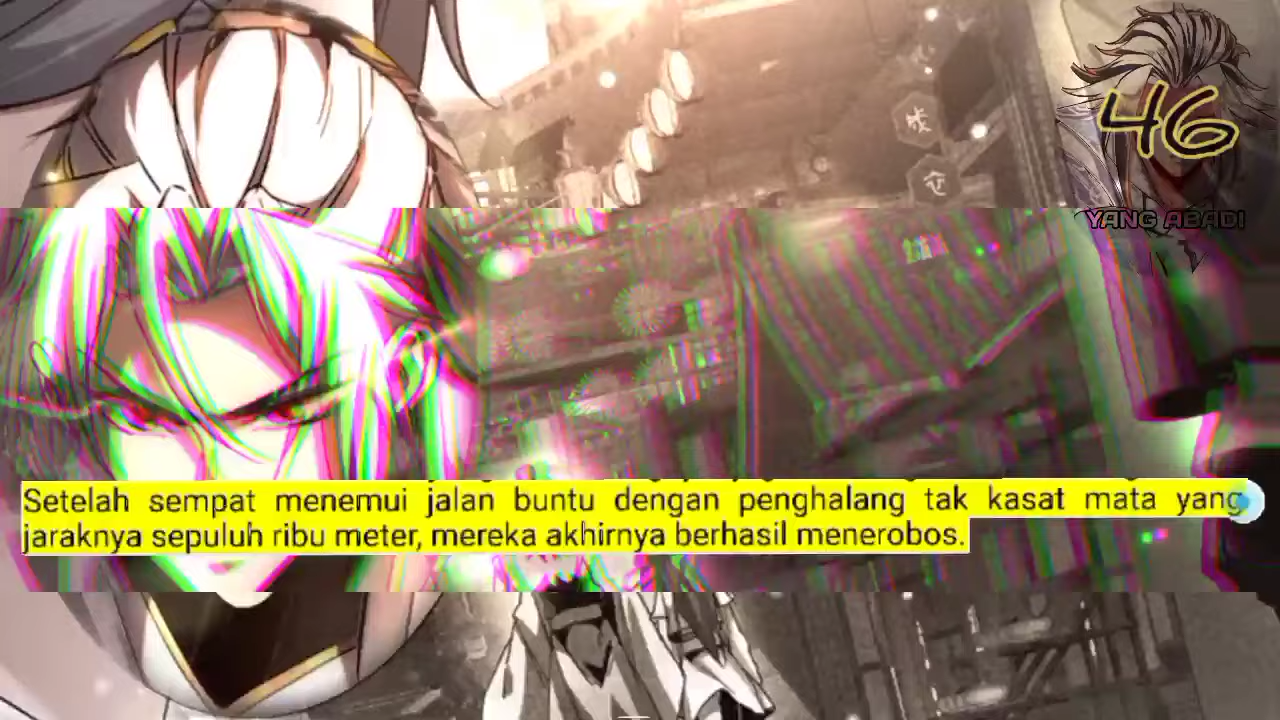 46
YANG ABADI
Setelah sempat menemui jalan buntu dengan penghalang tak kasat mata yang
jaraknya sepuluh ribu meter, mereka akhirnya berhasil menerobos.